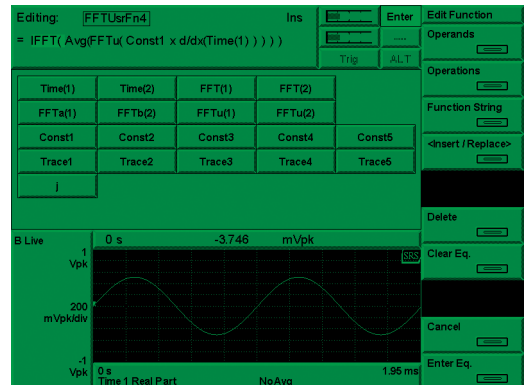 Editing: FFTUsrFn4 Ins
= IFFT( Avg(FFTu( Const1 x d/dx(Time(1) ) ) ) )
Enter
....
Trig ALT
Edit Function
Operands
Operations
Function String
<Insert / Replace>
Delete
Clear Eq.
Cancel
Enter Eq.
Time(1) Time(2) FFT(1) FFT(2)
FFTa(1) FFTb(2) FFTu(1) FFTu(2)
Const1 Const2 Const3 Const4 Const5
Trace1 Trace2 Trace3 Trace4 Trace5
j
B Live 0 s -3.746 mVpk
1
Vpk
SRS
200
mVpk/div
-1
Vpk
0 s 1.95 ms
Time 1 Real Part NoAvg